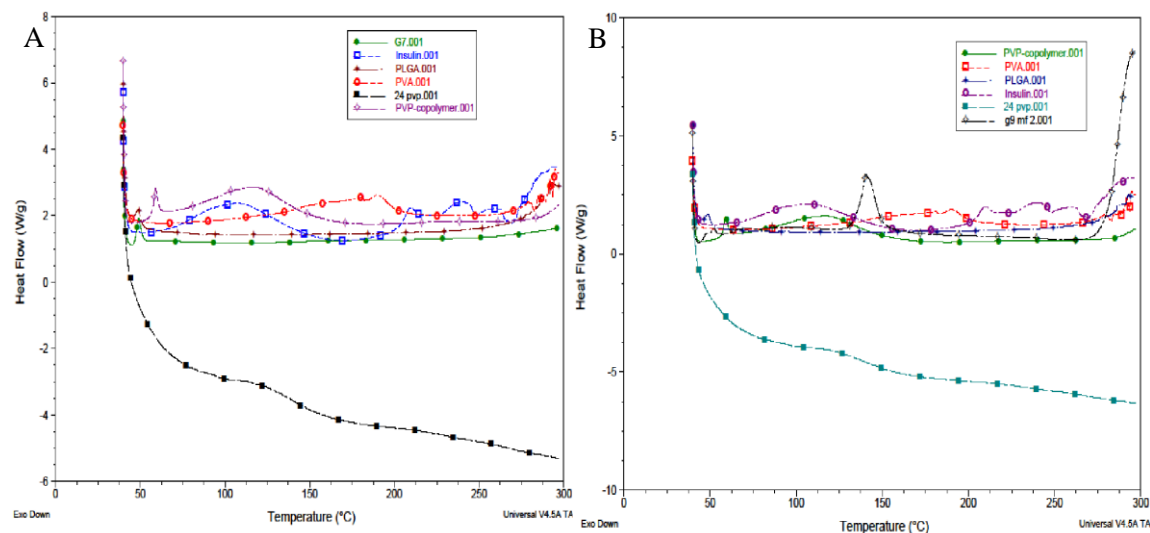 A
G7.001
Insulin.001
PLGA.001
PVA.001
24 pvp.001
PVP-copolymer.001
Heat Flow (W/g)
8
6
4
2
0
-2
-4
-6
0
50
100
150
200
250
300
Exo Down
Temperature (°C)
Universal V4.5A TA
B
PVP-copolymer.001
PVA.001
PLGA.001
Insulin.001
24 pvp.001
g9 mf 2.001
Heat Flow (W/g)
10
5
0
-5
-10
0
50
100
150
200
250
300
Exo Down
Temperature (°C)
Universal V4.5A TA